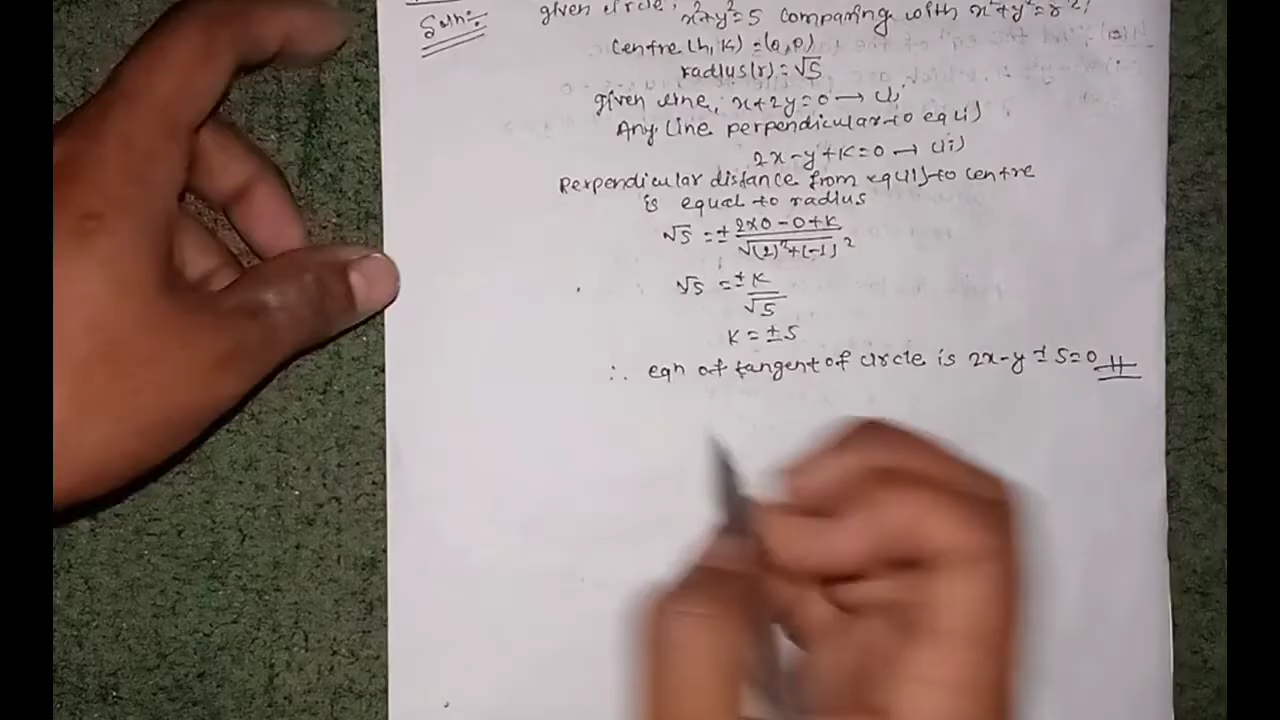 Soln:-
given circle, x²+y²=5 comparing with x²+y²=r²,
Centre (h,k) =(0,0)
radius(r)=√5
given line, x+2y=0 → (i)
Any line perpendicular to eq(i)
2x-y+k=0 → (ii)
perpendicular distance from eq(ii) to centre
is equal to radius
√5 = ± 2×0-0+k / √(2)²+(-1)²
√5 = ± k / √5
k = ±5
∴ eqn of tangent of circle is 2x-y ± 5=0